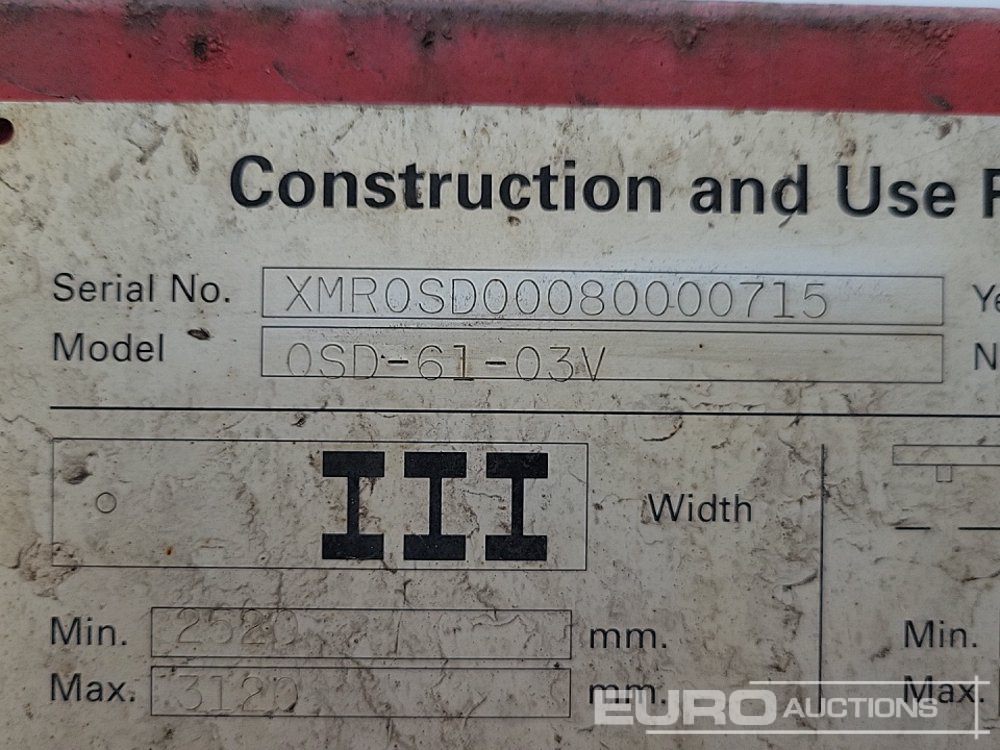 Construction and Use
Serial No. XMROSD00080000715
Model OSD-61-03V
Width
Min. 2520 mm. Min.
Max. 3120 mm. Max.
EURO AUCTIONS